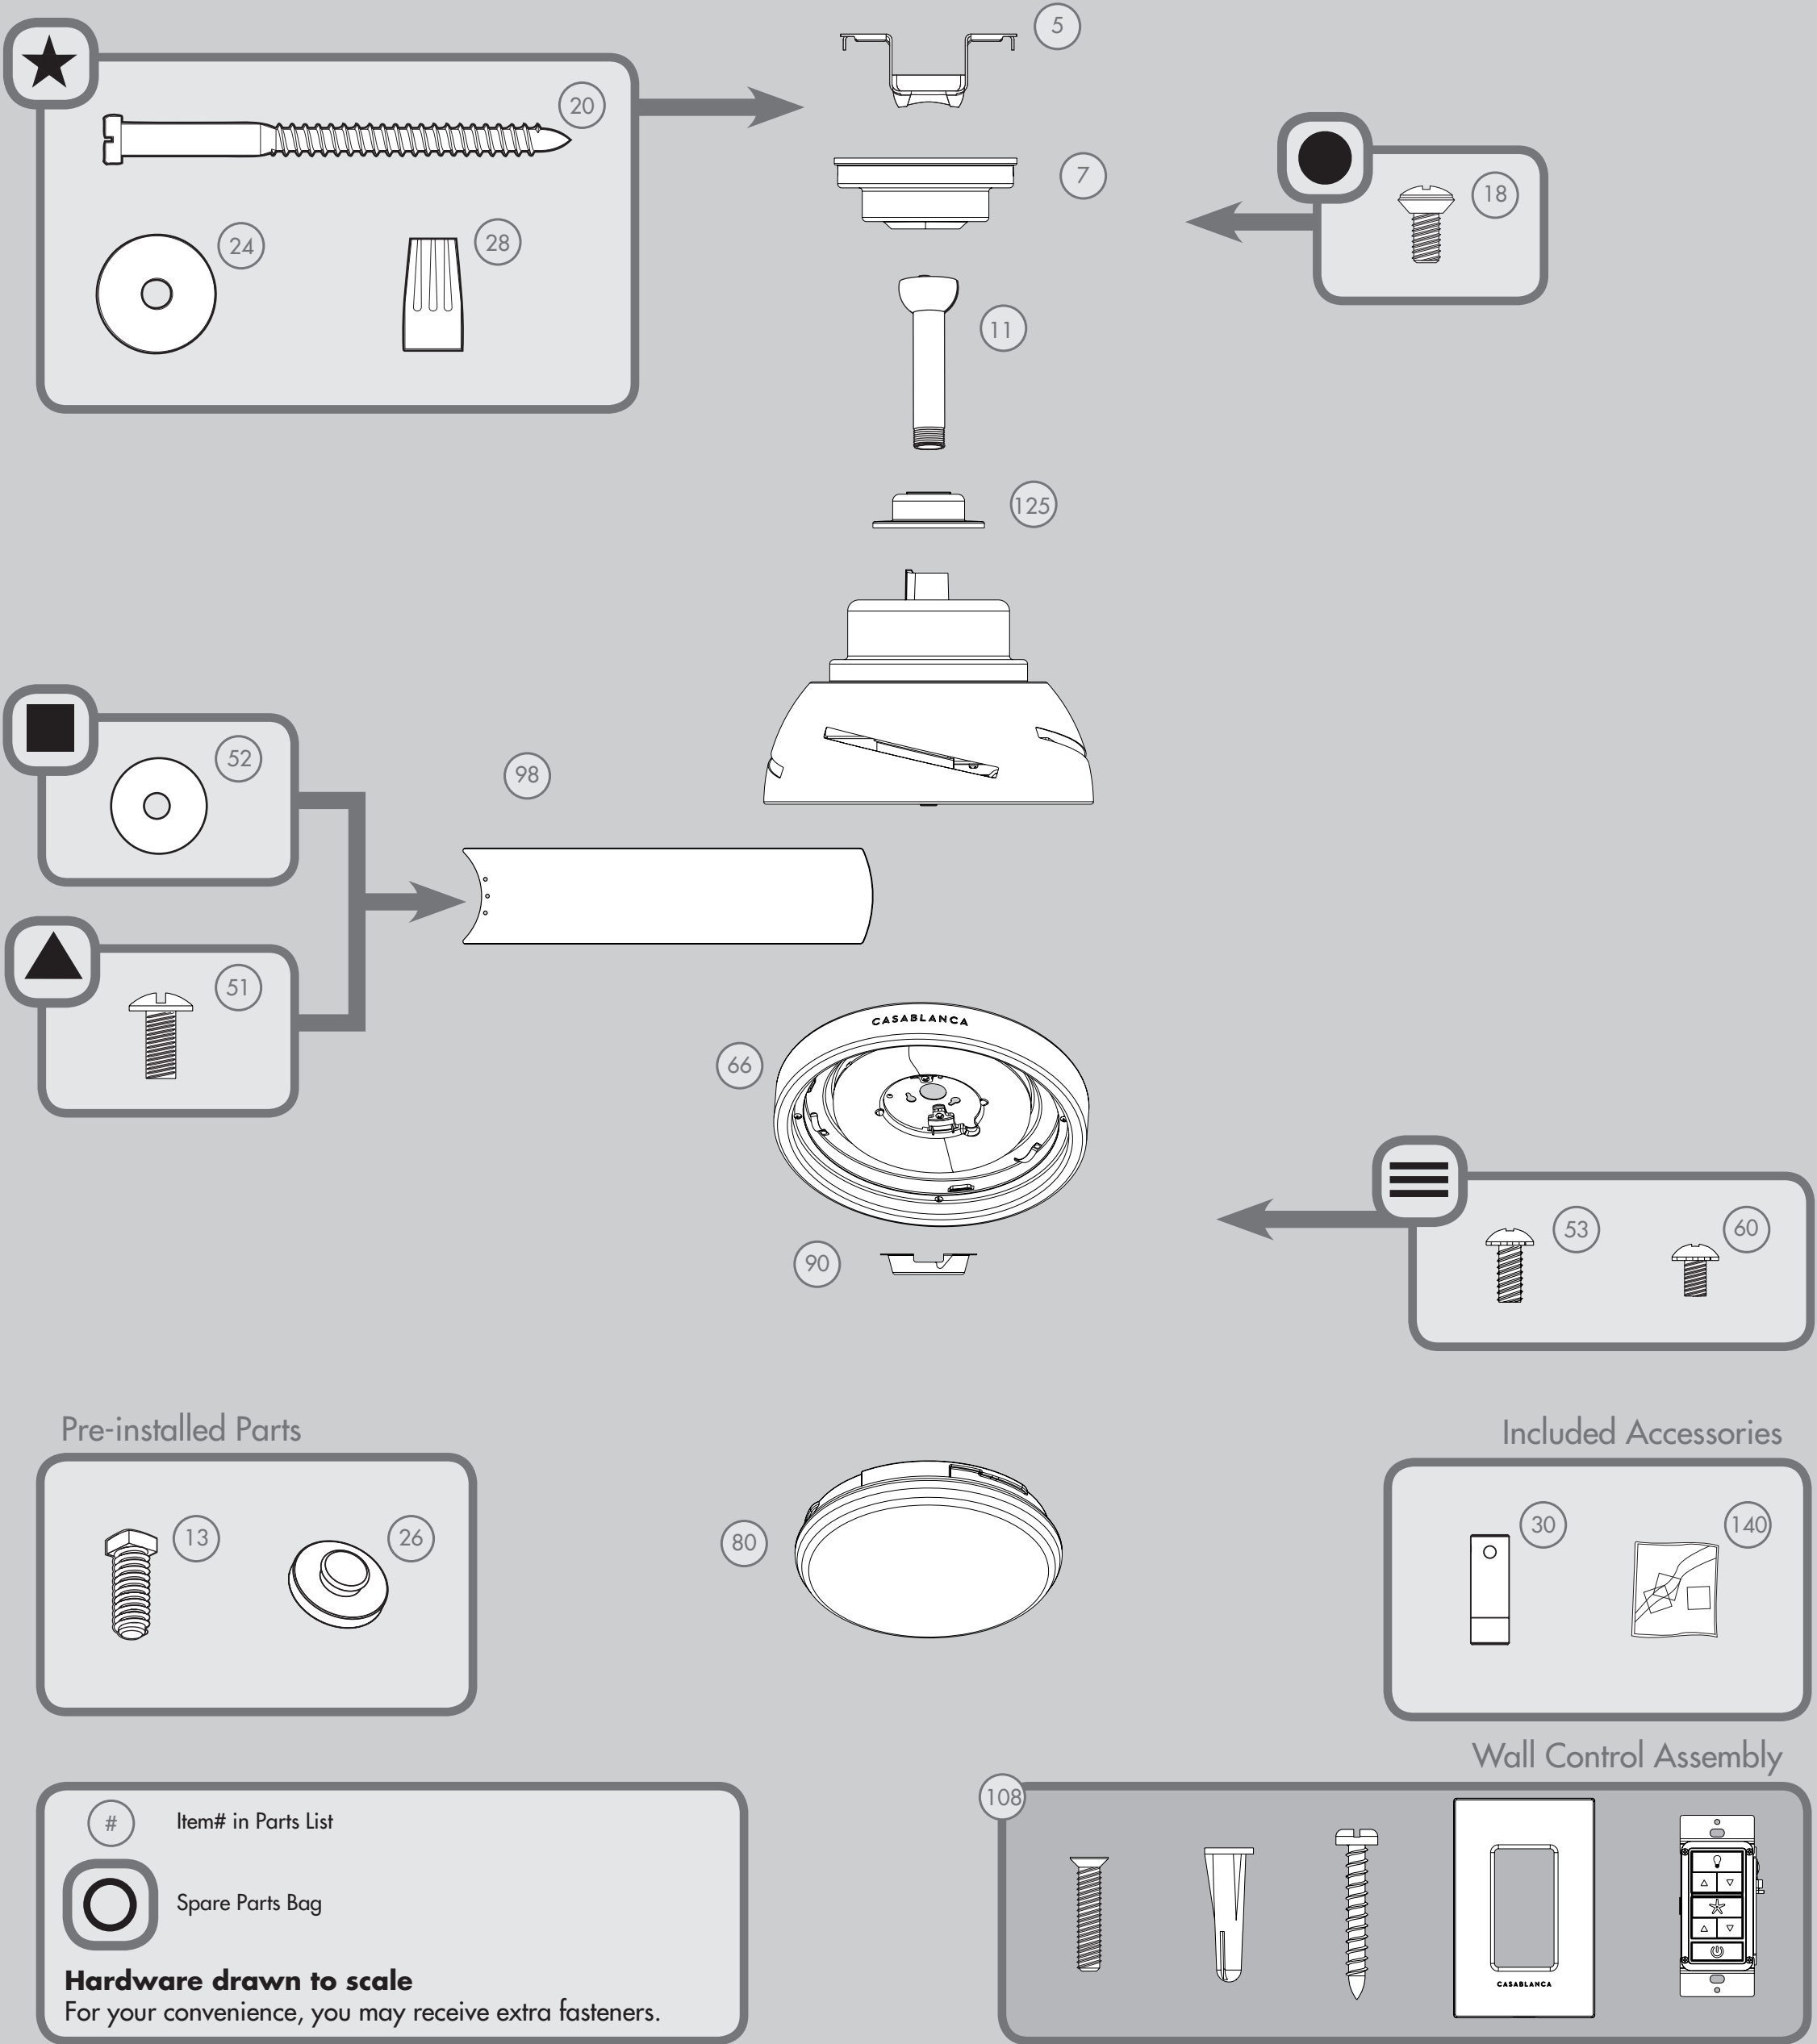 5
20
7
18
24
28
11
125
52
98
51
CASABLANCA
66
53
60
90
Pre-installed Parts
Included Accessories
13
26
80
30
140
Wall Control Assembly
108
# Item# in Parts List
Spare Parts Bag
CASABLANCA
Hardware drawn to scale
For your convenience, you may receive extra fasteners.